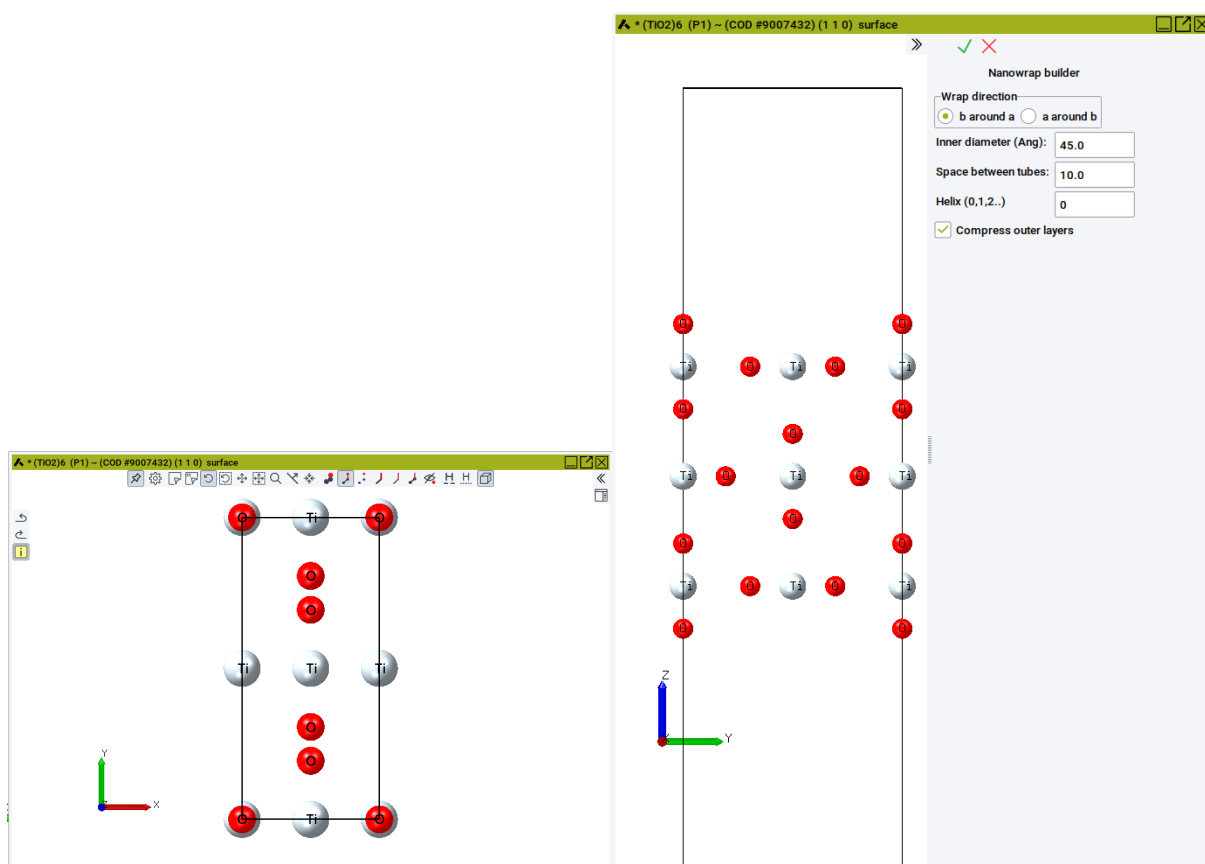 * (TiO2)6 (P1) ~ (COD #9007432) (1 1 0) surface
Nanowrap builder
Wrap direction
b around a a around b
Inner diameter (Ang): 45.0
Space between tubes: 10.0
Helix (0,1,2..) 0
Compress outer layers
O O
Ti O Ti O Ti
O O
O
Ti O Ti O Ti
O
O O
Ti O Ti O Ti
O O
Z
Y
* (TiO2)6 (P1) ~ (COD #9007432) (1 1 0) surface
H H
i
O Ti O
O
O
Ti Ti Ti
O
O
O Ti O
Y
X